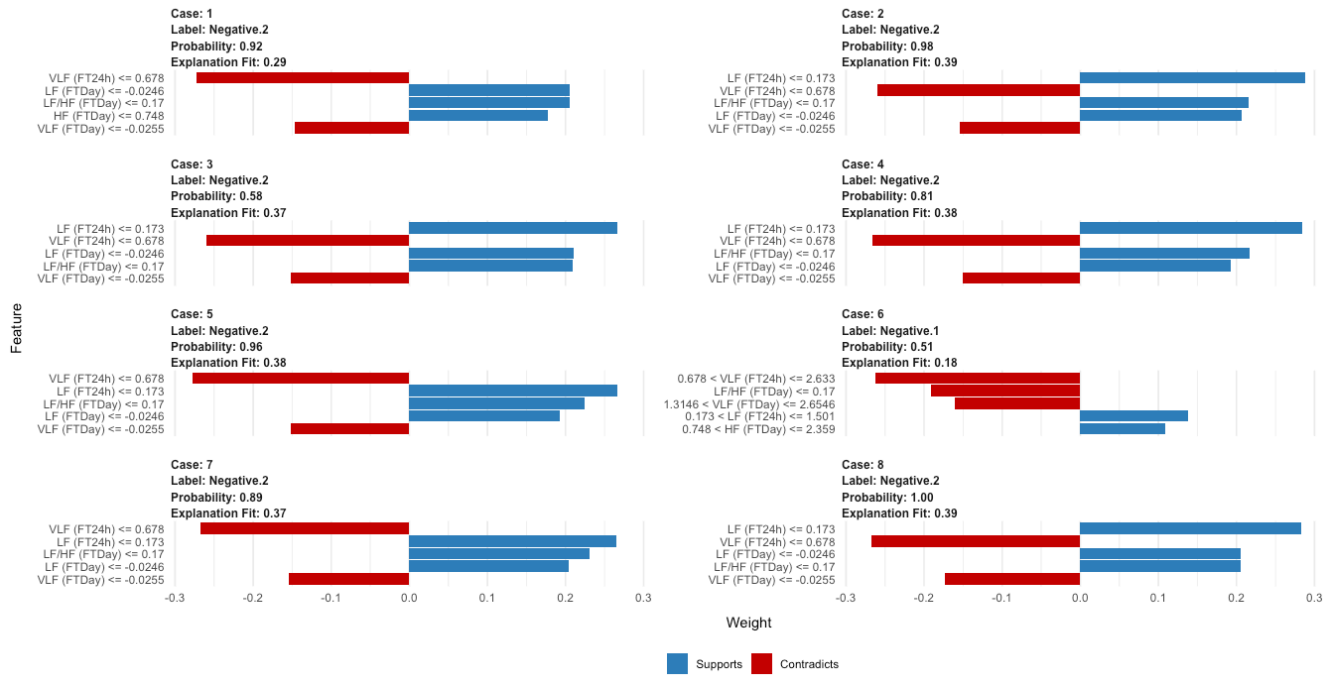 Case: 1
Label: Negative.2
Probability: 0.92
Explanation Fit: 0.29
VLF (FT24h) <= 0.678
LF (FTDay) <= -0.0246
LF/HF (FTDay) <= 0.17
HF (FTDay) <= 0.748
VLF (FTDay) <= -0.0255
Case: 2
Label: Negative.2
Probability: 0.98
Explanation Fit: 0.39
LF (FT24h) <= 0.173
VLF (FT24h) <= 0.678
LF/HF (FTDay) <= 0.17
LF (FTDay) <= -0.0246
VLF (FTDay) <= -0.0255
Case: 3
Label: Negative.2
Probability: 0.58
Explanation Fit: 0.37
LF (FT24h) <= 0.173
VLF (FT24h) <= 0.678
LF (FTDay) <= -0.0246
LF/HF (FTDay) <= 0.17
VLF (FTDay) <= -0.0255
Case: 4
Label: Negative.2
Probability: 0.81
Explanation Fit: 0.38
LF (FT24h) <= 0.173
VLF (FT24h) <= 0.678
LF/HF (FTDay) <= 0.17
LF (FTDay) <= -0.0246
VLF (FTDay) <= -0.0255
Feature
Case: 5
Label: Negative.2
Probability: 0.96
Explanation Fit: 0.38
VLF (FT24h) <= 0.678
LF (FT24h) <= 0.173
LF/HF (FTDay) <= 0.17
LF (FTDay) <= -0.0246
VLF (FTDay) <= -0.0255
Case: 6
Label: Negative.1
Probability: 0.51
Explanation Fit: 0.18
0.678 < VLF (FT24h) <= 2.633
LF/HF (FTDay) <= 0.17
1.3146 < VLF (FTDay) <= 2.6546
0.173 < LF (FT24h) <= 1.501
0.748 < HF (FTDay) <= 2.359
Case: 7
Label: Negative.2
Probability: 0.89
Explanation Fit: 0.37
VLF (FT24h) <= 0.678
LF (FT24h) <= 0.173
LF/HF (FTDay) <= 0.17
LF (FTDay) <= -0.0246
VLF (FTDay) <= -0.0255
-0.3 -0.2 -0.1 0.0 0.1 0.2 0.3
Case: 8
Label: Negative.2
Probability: 1.00
Explanation Fit: 0.39
LF (FT24h) <= 0.173
VLF (FT24h) <= 0.678
LF (FTDay) <= -0.0246
LF/HF (FTDay) <= 0.17
VLF (FTDay) <= -0.0255
-0.3 -0.2 -0.1 0.0 0.1 0.2 0.3
Weight
Supports Contradicts